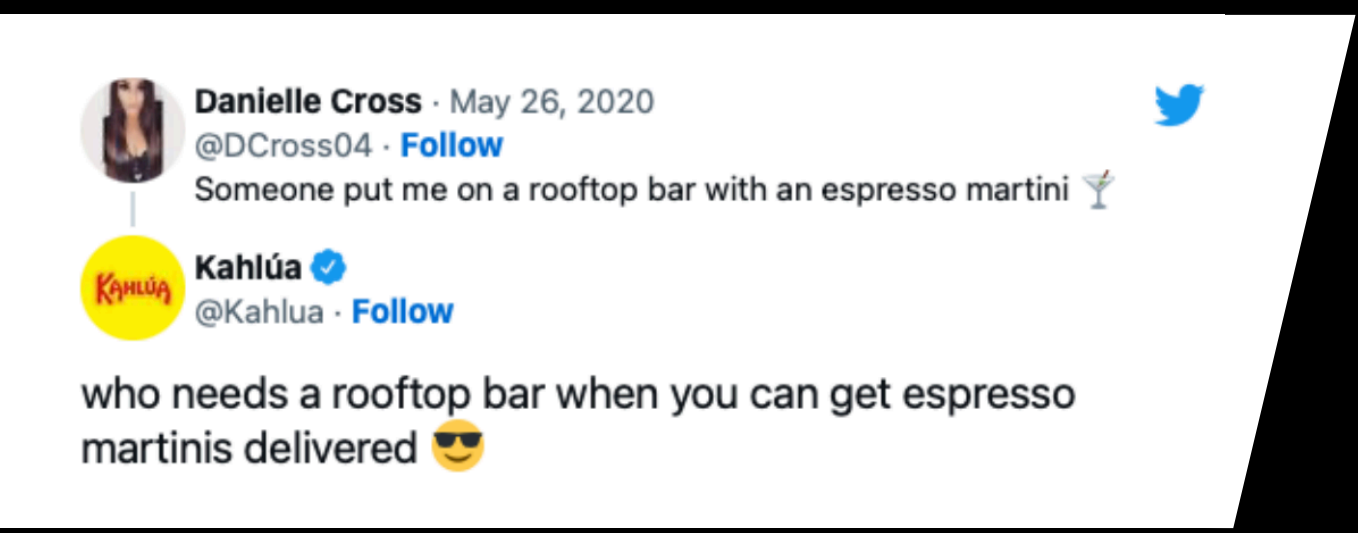 Danielle Cross · May 26, 2020
@DCross04 · Follow
Someone put me on a rooftop bar with an espresso martini 🍸
KAHLÚA
Kahlúa
@Kahlua · Follow
who needs a rooftop bar when you can get espresso
martinis delivered 😎